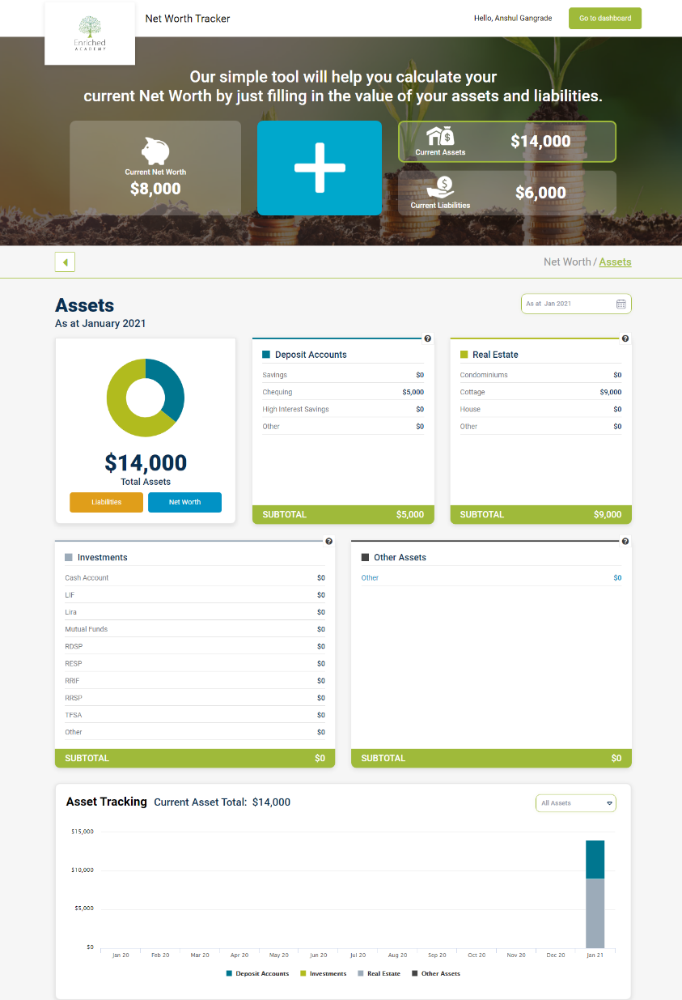 Enriched
ACADEMY
Net Worth Tracker
Hello, Anshul Gangrade
Go to dashboard
Our simple tool will help you calculate your
current Net Worth by just filling in the value of your assets and liabilities.
Current Net Worth
$8,000
Current Assets
$14,000
Current Liabilities
$6,000
Net Worth / Assets
Assets
As at January 2021
As at Jan 2021
$14,000
Total Assets
Liabilities
Net Worth
Deposit Accounts
Savings $0
Chequing $5,000
High Interest Savings $0
Other $0
SUBTOTAL $5,000
Real Estate
Condominiums $0
Cottage $9,000
House $0
Other $0
SUBTOTAL $9,000
Investments
Cash Account $0
LIF $0
Lira $0
Mutual Funds $0
RDSP $0
RESP $0
RRIF $0
RRSP $0
TFSA $0
Other $0
SUBTOTAL $0
Other Assets
Other $0
SUBTOTAL $0
Asset Tracking Current Asset Total: $14,000
All Assets
$15,000
$10,000
$5,000
$0
Jan 20 Feb 20 Mar 20 Apr 20 May 20 Jun 20 Jul 20 Aug 20 Sep 20 Oct 20 Nov 20 Dec 20 Jan 21
Deposit Accounts Investments Real Estate Other Assets